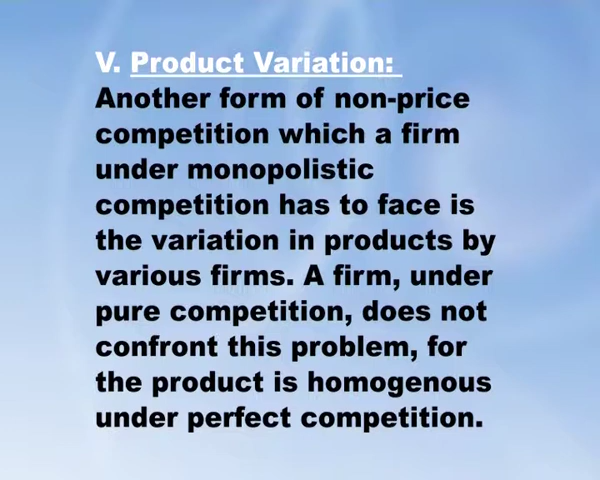 V. Product Variation:
Another form of non-price
competition which a firm
under monopolistic
competition has to face is
the variation in products by
various firms. A firm, under
pure competition, does not
confront this problem, for
the product is homogenous
under perfect competition.